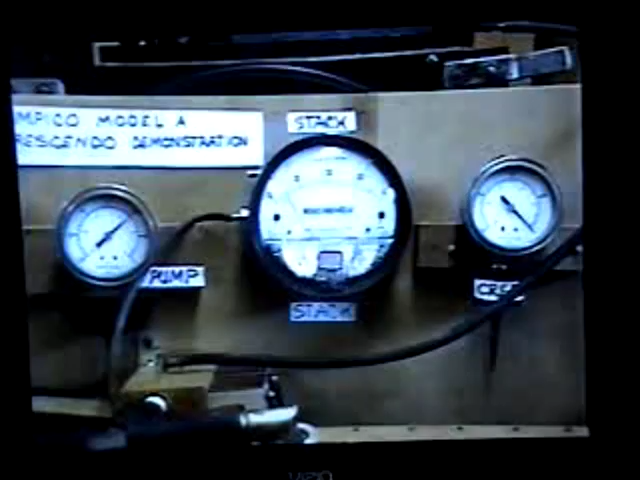 MPICO MODEL A
RESCENDO DEMONSTRATION
STACK
PUMP
STACK